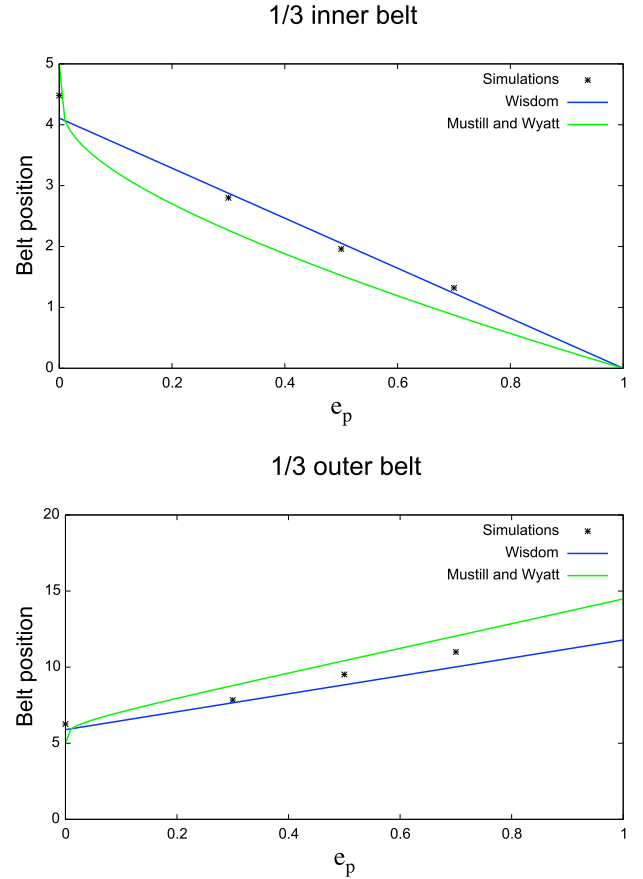 1/3 inner belt
5
4
3
2
1
0
Belt position
Simulations
Wisdom
Mustill and Wyatt
0 0.2 0.4 0.6 0.8 1
e_p
1/3 outer belt
20
15
10
5
0
Belt position
Simulations
Wisdom
Mustill and Wyatt
0 0.2 0.4 0.6 0.8 1
e_p